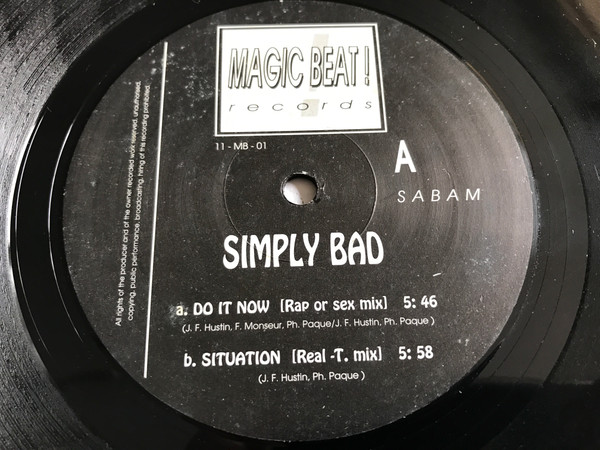 MAGIC BEAT!
records
11 - MB - 01
A
SABAM
SIMPLY BAD
a. DO IT NOW [Rap or sex mix] 5: 46
(J. F. Hustin, F. Monseur, Ph. Paque/J. F. Hustin, Ph. Paque )
b. SITUATION [Real -T. mix] 5: 58
(J. F. Hustin, Ph. Paque )
All rights of the producer and of the owner recorded work reserved, unauthorised,
copying, public performance, broadcasting, hiring of this recording prohibited